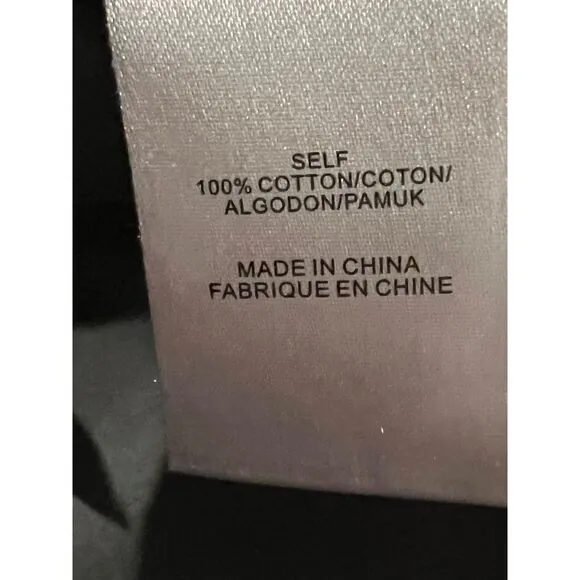 SELF
100% COTTON/COTON/
ALGODON/PAMUK
MADE IN CHINA
FABRIQUE EN CHINE